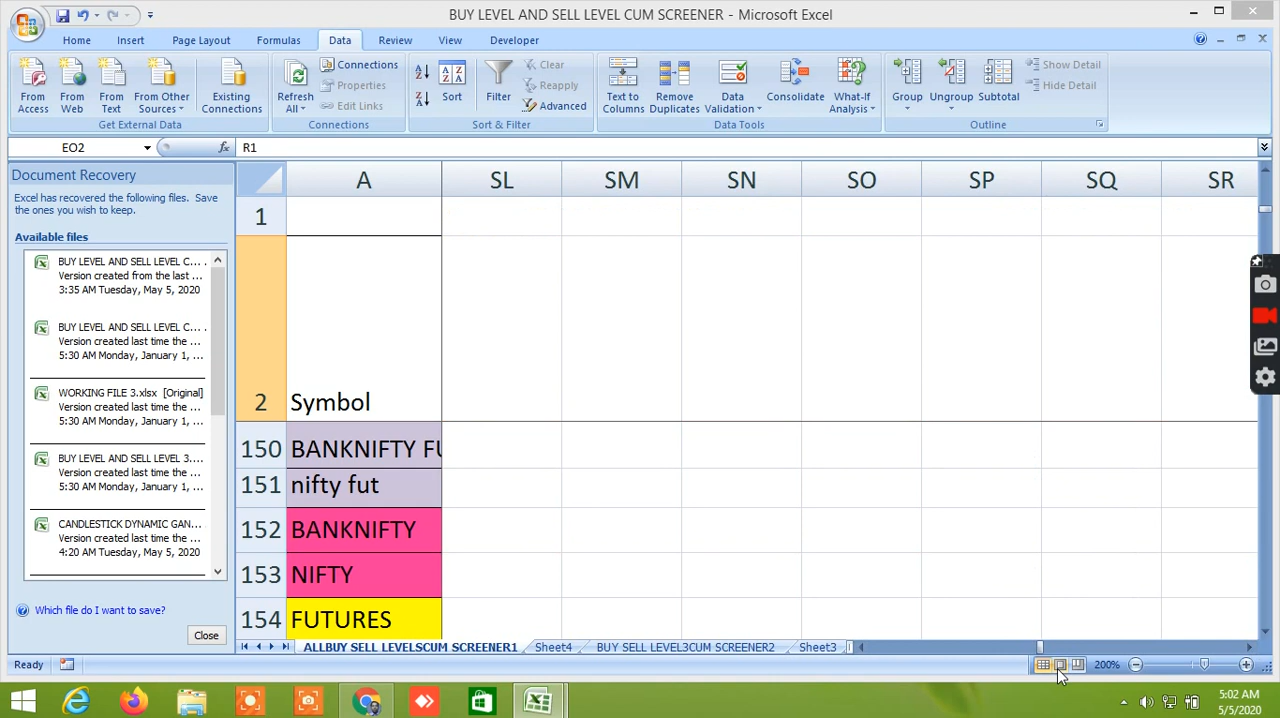 BUY LEVEL AND SELL LEVEL CUM SCREENER - Microsoft Excel
Home Insert Page Layout Formulas Data Review View Developer
From Access
From Web
From Text
From Other Sources
Existing Connections
Get External Data
Refresh All
Connections
Properties
Edit Links
Connections
Sort
Filter
Clear
Reapply
Advanced
Sort & Filter
Text to Columns
Remove Duplicates
Data Validation
Consolidate
What-If Analysis
Data Tools
Group
Ungroup
Subtotal
Show Detail
Hide Detail
Outline
EO2 fx R1
Document Recovery
Excel has recovered the following files. Save
the ones you wish to keep.
Available files
BUY LEVEL AND SELL LEVEL C... .
Version created from the last ...
3:35 AM Tuesday, May 5, 2020
BUY LEVEL AND SELL LEVEL C... .
Version created last time the ...
5:30 AM Monday, January 1, ...
WORKING FILE 3.xlsx [Original]
Version created last time the ...
5:30 AM Monday, January 1, ...
BUY LEVEL AND SELL LEVEL 3....
Version created last time the ...
5:30 AM Monday, January 1, ...
CANDLESTICK DYNAMIC GAN...
Version created last time the ...
4:20 AM Tuesday, May 5, 2020
Which file do I want to save?
Close
A SL SM SN SO SP SQ SR
1
2 Symbol
150 BANKNIFTY FU
151 nifty fut
152 BANKNIFTY
153 NIFTY
154 FUTURES
ALLBUY SELL LEVELSCUM SCREENER1 Sheet4 BUY SELL LEVEL3CUM SCREENER2 Sheet3
Ready 200%
5:02 AM
5/5/2020